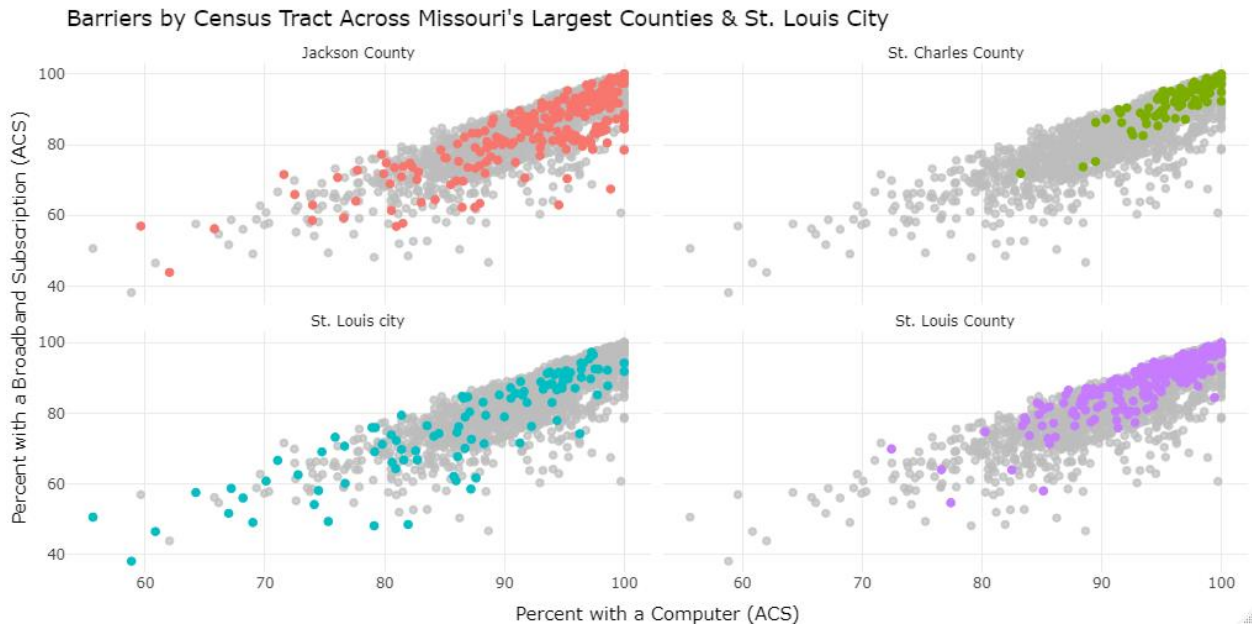 Barriers by Census Tract Across Missouri's Largest Counties & St. Louis City
Jackson County
St. Charles County
100
80
60
40
St. Louis city
St. Louis County
100
80
60
40
60 70 80 90 100 60 70 80 90 100
Percent with a Computer (ACS)
Percent with a Broadband Subscription (ACS)